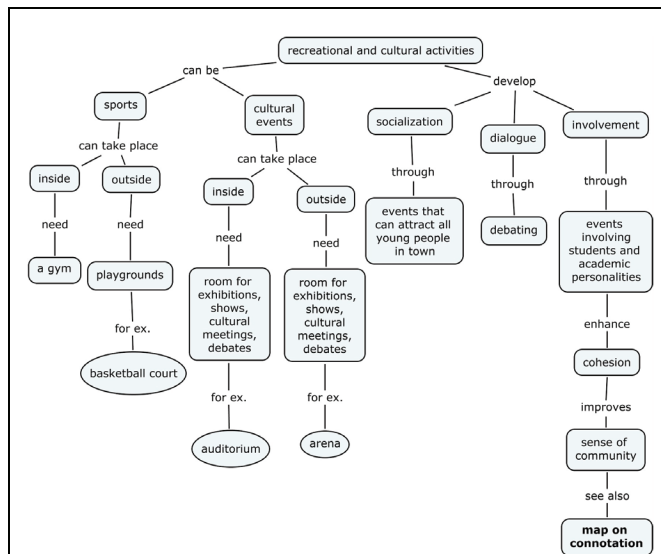 recreational and cultural activities
can be
develop
sports
cultural
events
socialization
dialogue
involvement
can take place
can take place
through
through
through
inside
outside
inside
outside
events that
can attract all
young people
in town
debating
events
involving
students and
academic
personalities
need
need
need
need
a gym
playgrounds
room for
exhibitions,
shows,
cultural
meetings,
debates
room for
exhibitions,
shows,
cultural
meetings,
debates
enhance
for ex.
cohesion
basketball court
for ex.
for ex.
improves
auditorium
arena
sense of
community
see also
map on
connotation